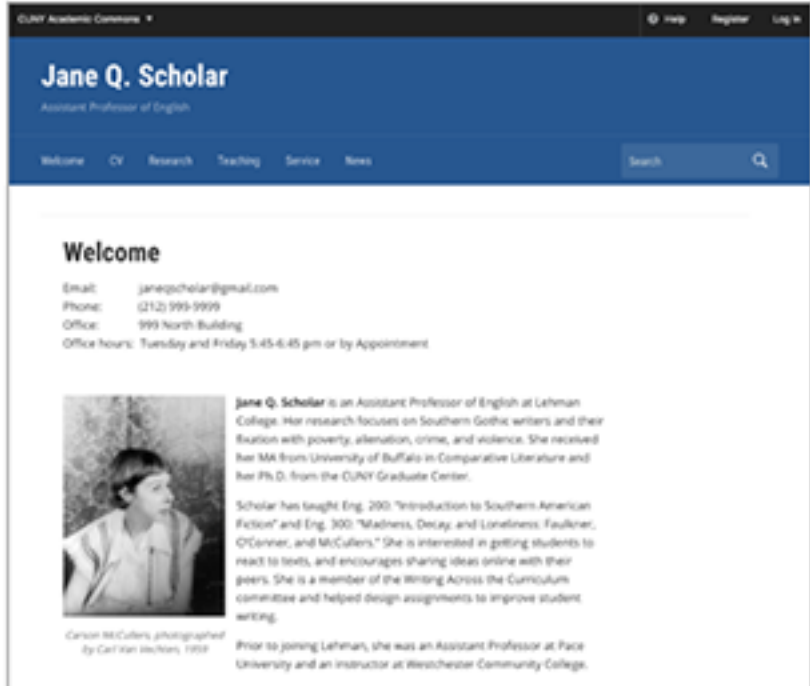 CUNY Academic Commons
Help Register Log In
Jane Q. Scholar
Assistant Professor of English
Welcome CV Research Teaching Service News
Search
Welcome
Email: janeqscholar@gmail.com
Phone: (212) 999-9999
Office: 999 North Building
Office hours: Tuesday and Friday 5:45-6:45 pm or by Appointment
Jane Q. Scholar is an Assistant Professor of English at Lehman
College. Her research focuses on Southern Gothic writers and their
fixation with poverty, alienation, crime, and violence. She received
her MA from University of Buffalo in Comparative Literature and
her Ph.D. from the CUNY Graduate Center.
Scholar has taught Eng. 200: "Introduction to Southern American
Fiction" and Eng. 300: "Madness, Decay, and Loneliness: Faulkner,
O'Conner, and McCullers." She is interested in getting students to
react to texts, and encourages sharing ideas online with their
peers. She is a member of the Writing Across the Curriculum
committee and helped design assignments to improve student
writing.
Carson McCullers, photographed
by Carl Van Vechten, 1959
Prior to joining Lehman, she was an Assistant Professor at Pace
University and an instructor at Westchester Community College.